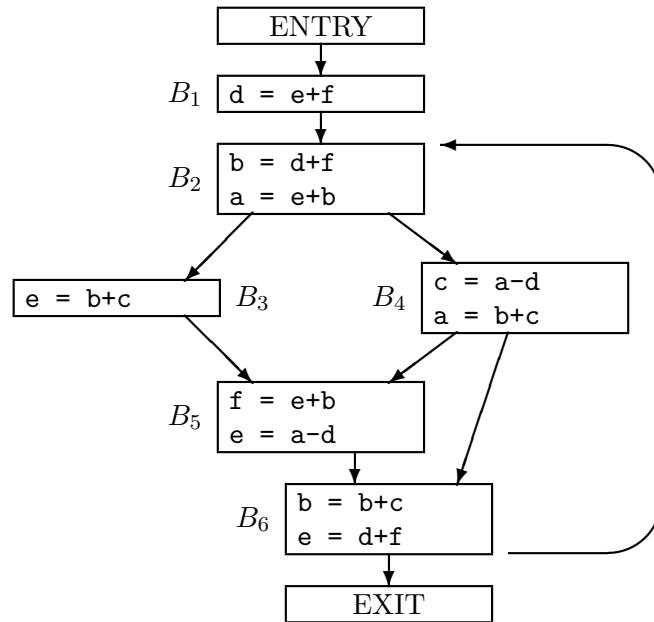 ENTRY
B1
d = e+f
B2
b = d+f
a = e+b
e = b+c
B3
B4
c = a-d
a = b+c
B5
f = e+b
e = a-d
B6
b = b+c
e = d+f
EXIT